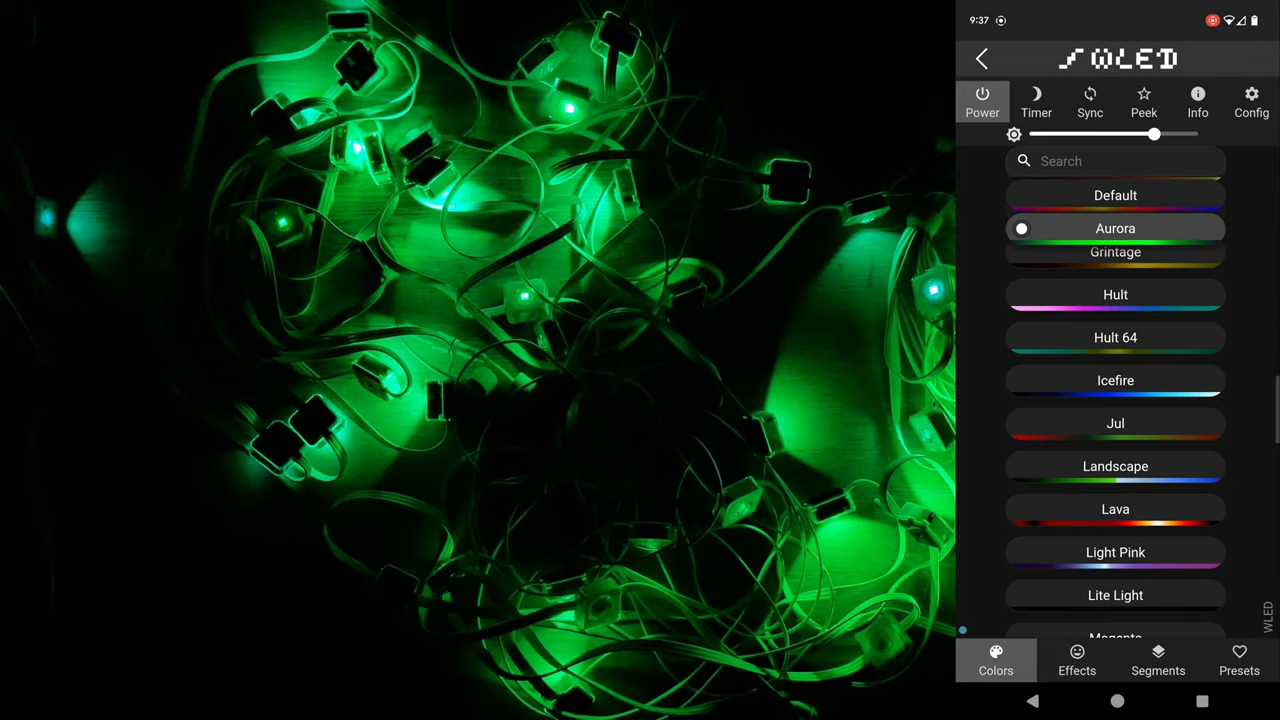 9:37
WLED
Power Timer Sync Peek Info Config
Search
Default
Aurora
Grintage
Hult
Hult 64
Icefire
Jul
Landscape
Lava
Light Pink
Lite Light
Magenta
WLED
Colors Effects Segments Presets